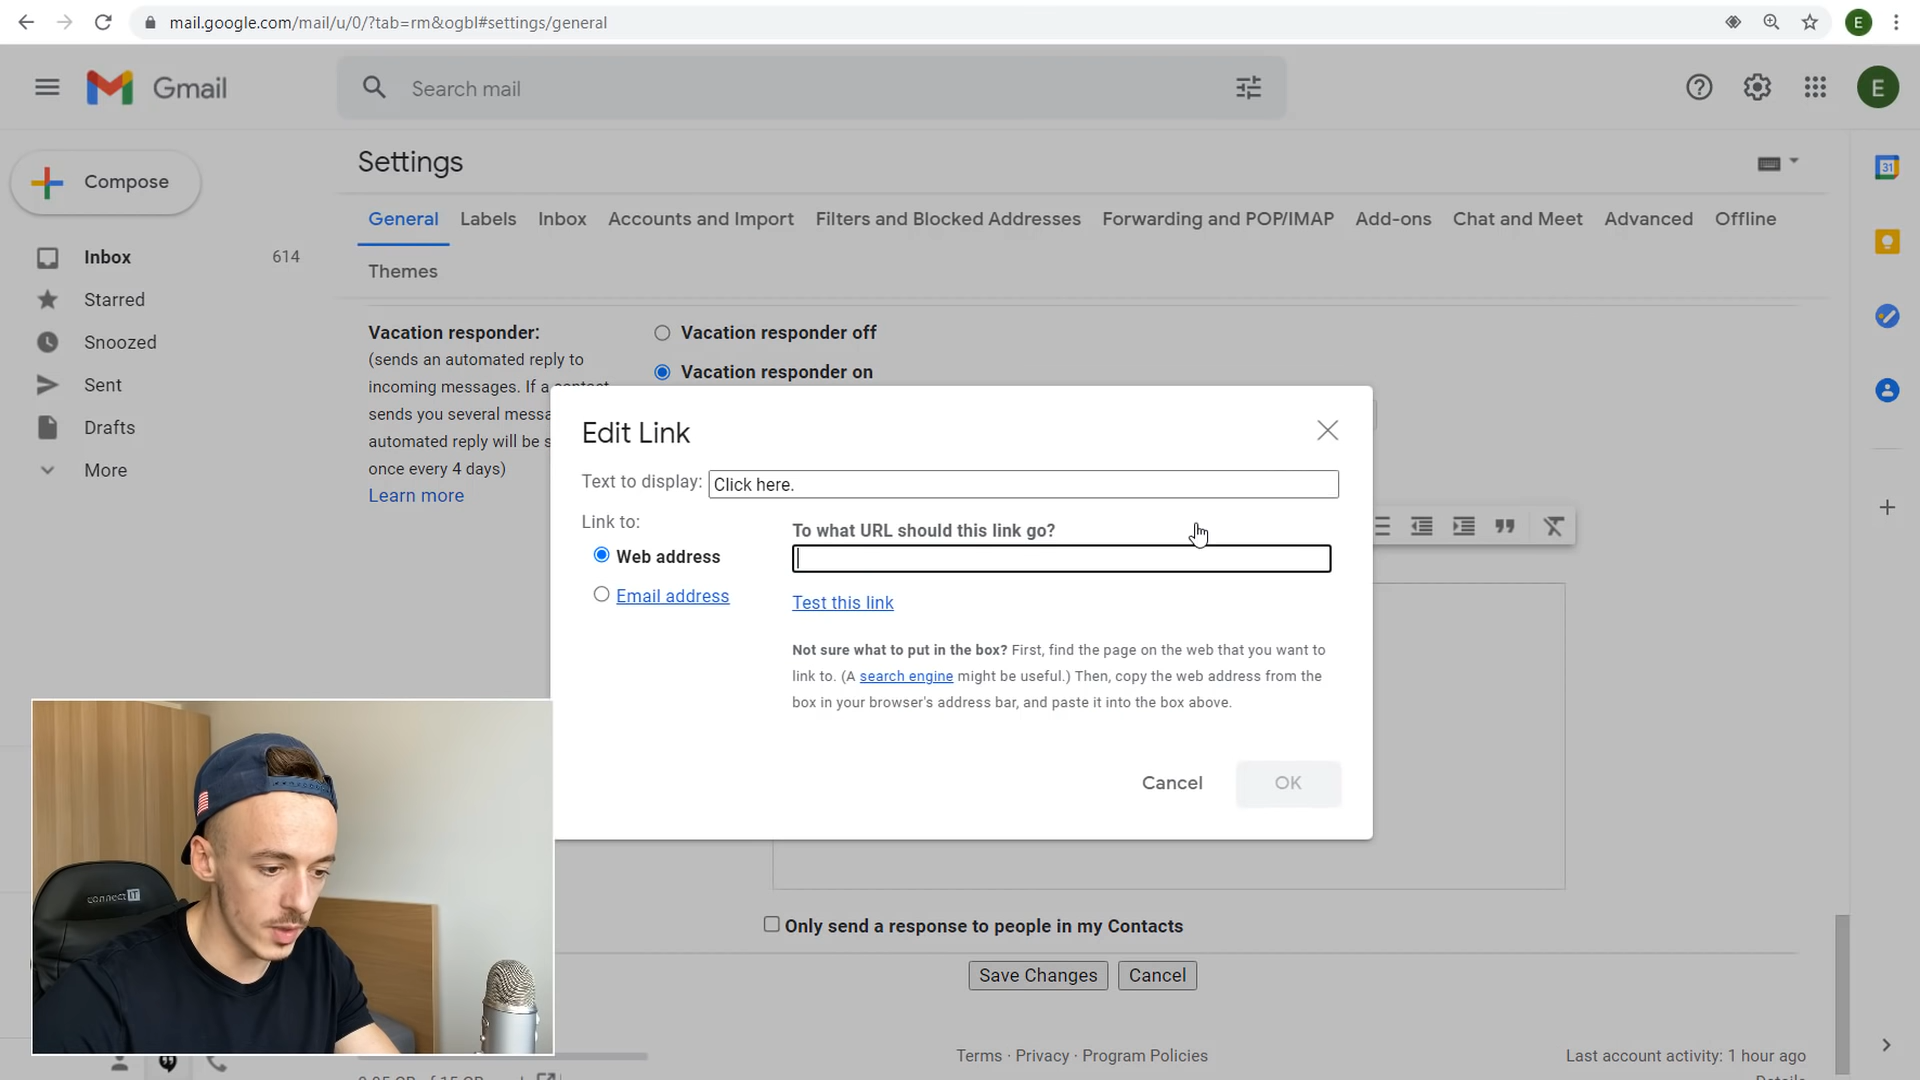 mail.google.com/mail/u/0/?tab=rm&ogbl#settings/general
E
Gmail
Search mail
E
Settings
Compose
31
General Labels Inbox Accounts and Import Filters and Blocked Addresses Forwarding and POP/IMAP Add-ons Chat and Meet Advanced Offline
Themes
Inbox 614
Starred
Snoozed
Sent
Drafts
More
Vacation responder:
(sends an automated reply to
incoming messages. If a contact
sends you several messa
automated reply will be s
once every 4 days)
Learn more
Vacation responder off
Vacation responder on
Edit Link
Text to display: Click here.
Link to:
Web address
Email address
To what URL should this link go?
Test this link
Not sure what to put in the box? First, find the page on the web that you want to
link to. (A search engine might be useful.) Then, copy the web address from the
box in your browser's address bar, and paste it into the box above.
Cancel OK
connect IT
Only send a response to people in my Contacts
Save Changes Cancel
Terms · Privacy · Program Policies
Last account activity: 1 hour ago